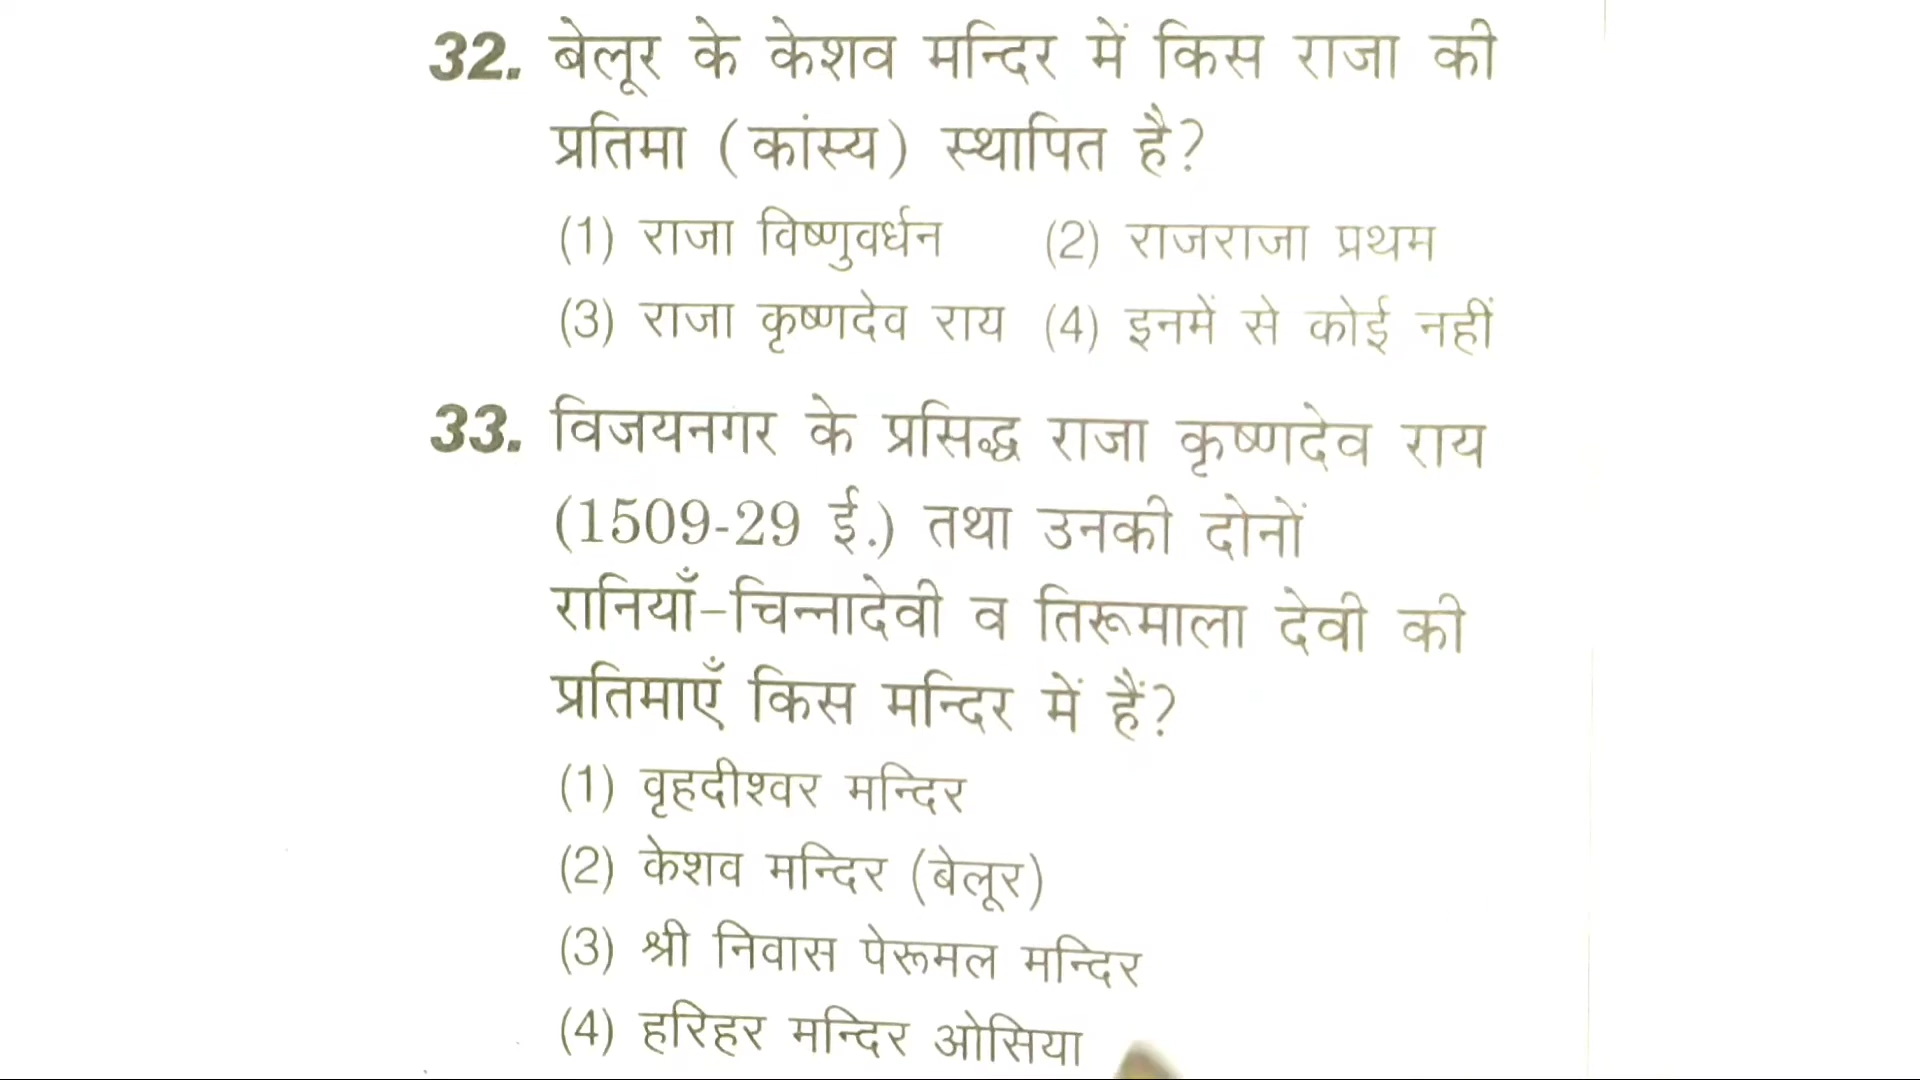 32. बेलूर के केशव मन्दिर में किस राजा की
प्रतिमा (कांस्य) स्थापित है?
(1) राजा विष्णुवर्धन (2) राजराजा प्रथम
(3) राजा कृष्णदेव राय (4) इनमें से कोई नहीं
33. विजयनगर के प्रसिद्ध राजा कृष्णदेव राय
(1509-29 ई.) तथा उनकी दोनों
रानियाँ-चिन्नादेवी व तिरूमाला देवी की
प्रतिमाएँ किस मन्दिर में हैं?
(1) वृहदीश्वर मन्दिर
(2) केशव मन्दिर (बेलूर)
(3) श्री निवास पेरूमल मन्दिर
(4) हरिहर मन्दिर ओसिया